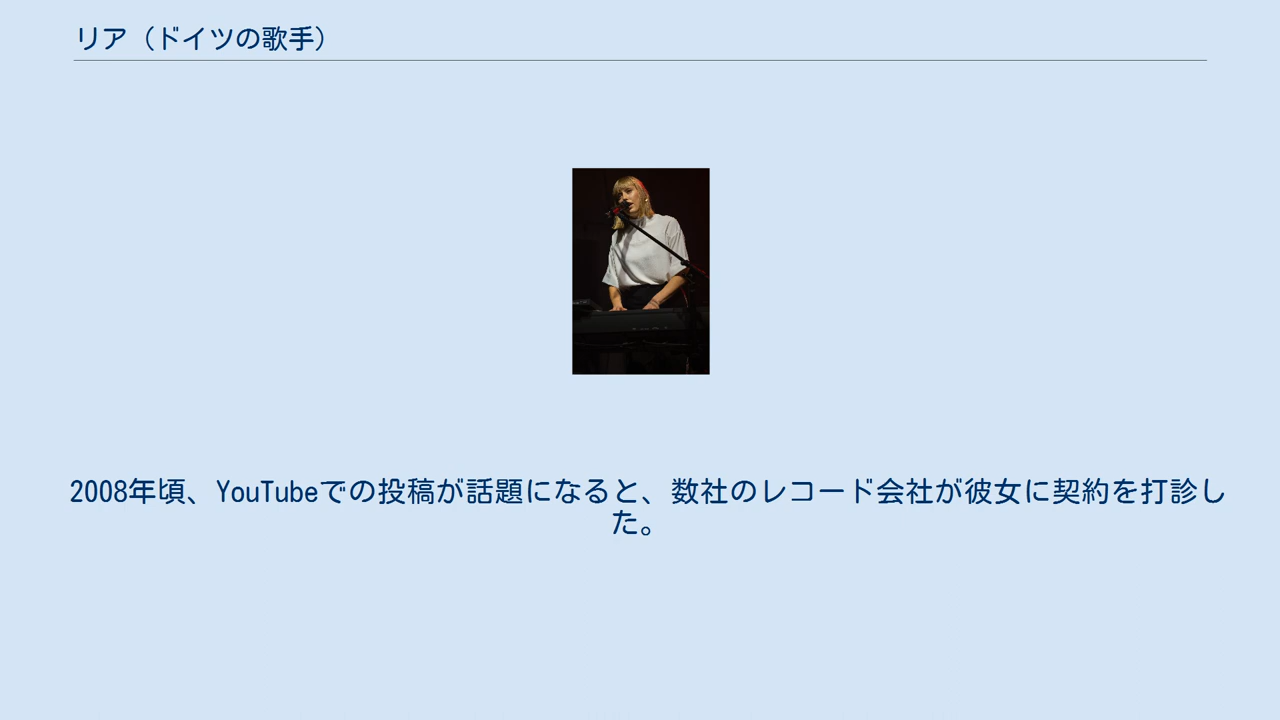 リア（ドイツの歌手）
2008年頃、YouTubeでの投稿が話題になると、数社のレコード会社が彼女に契約を打診し
た。